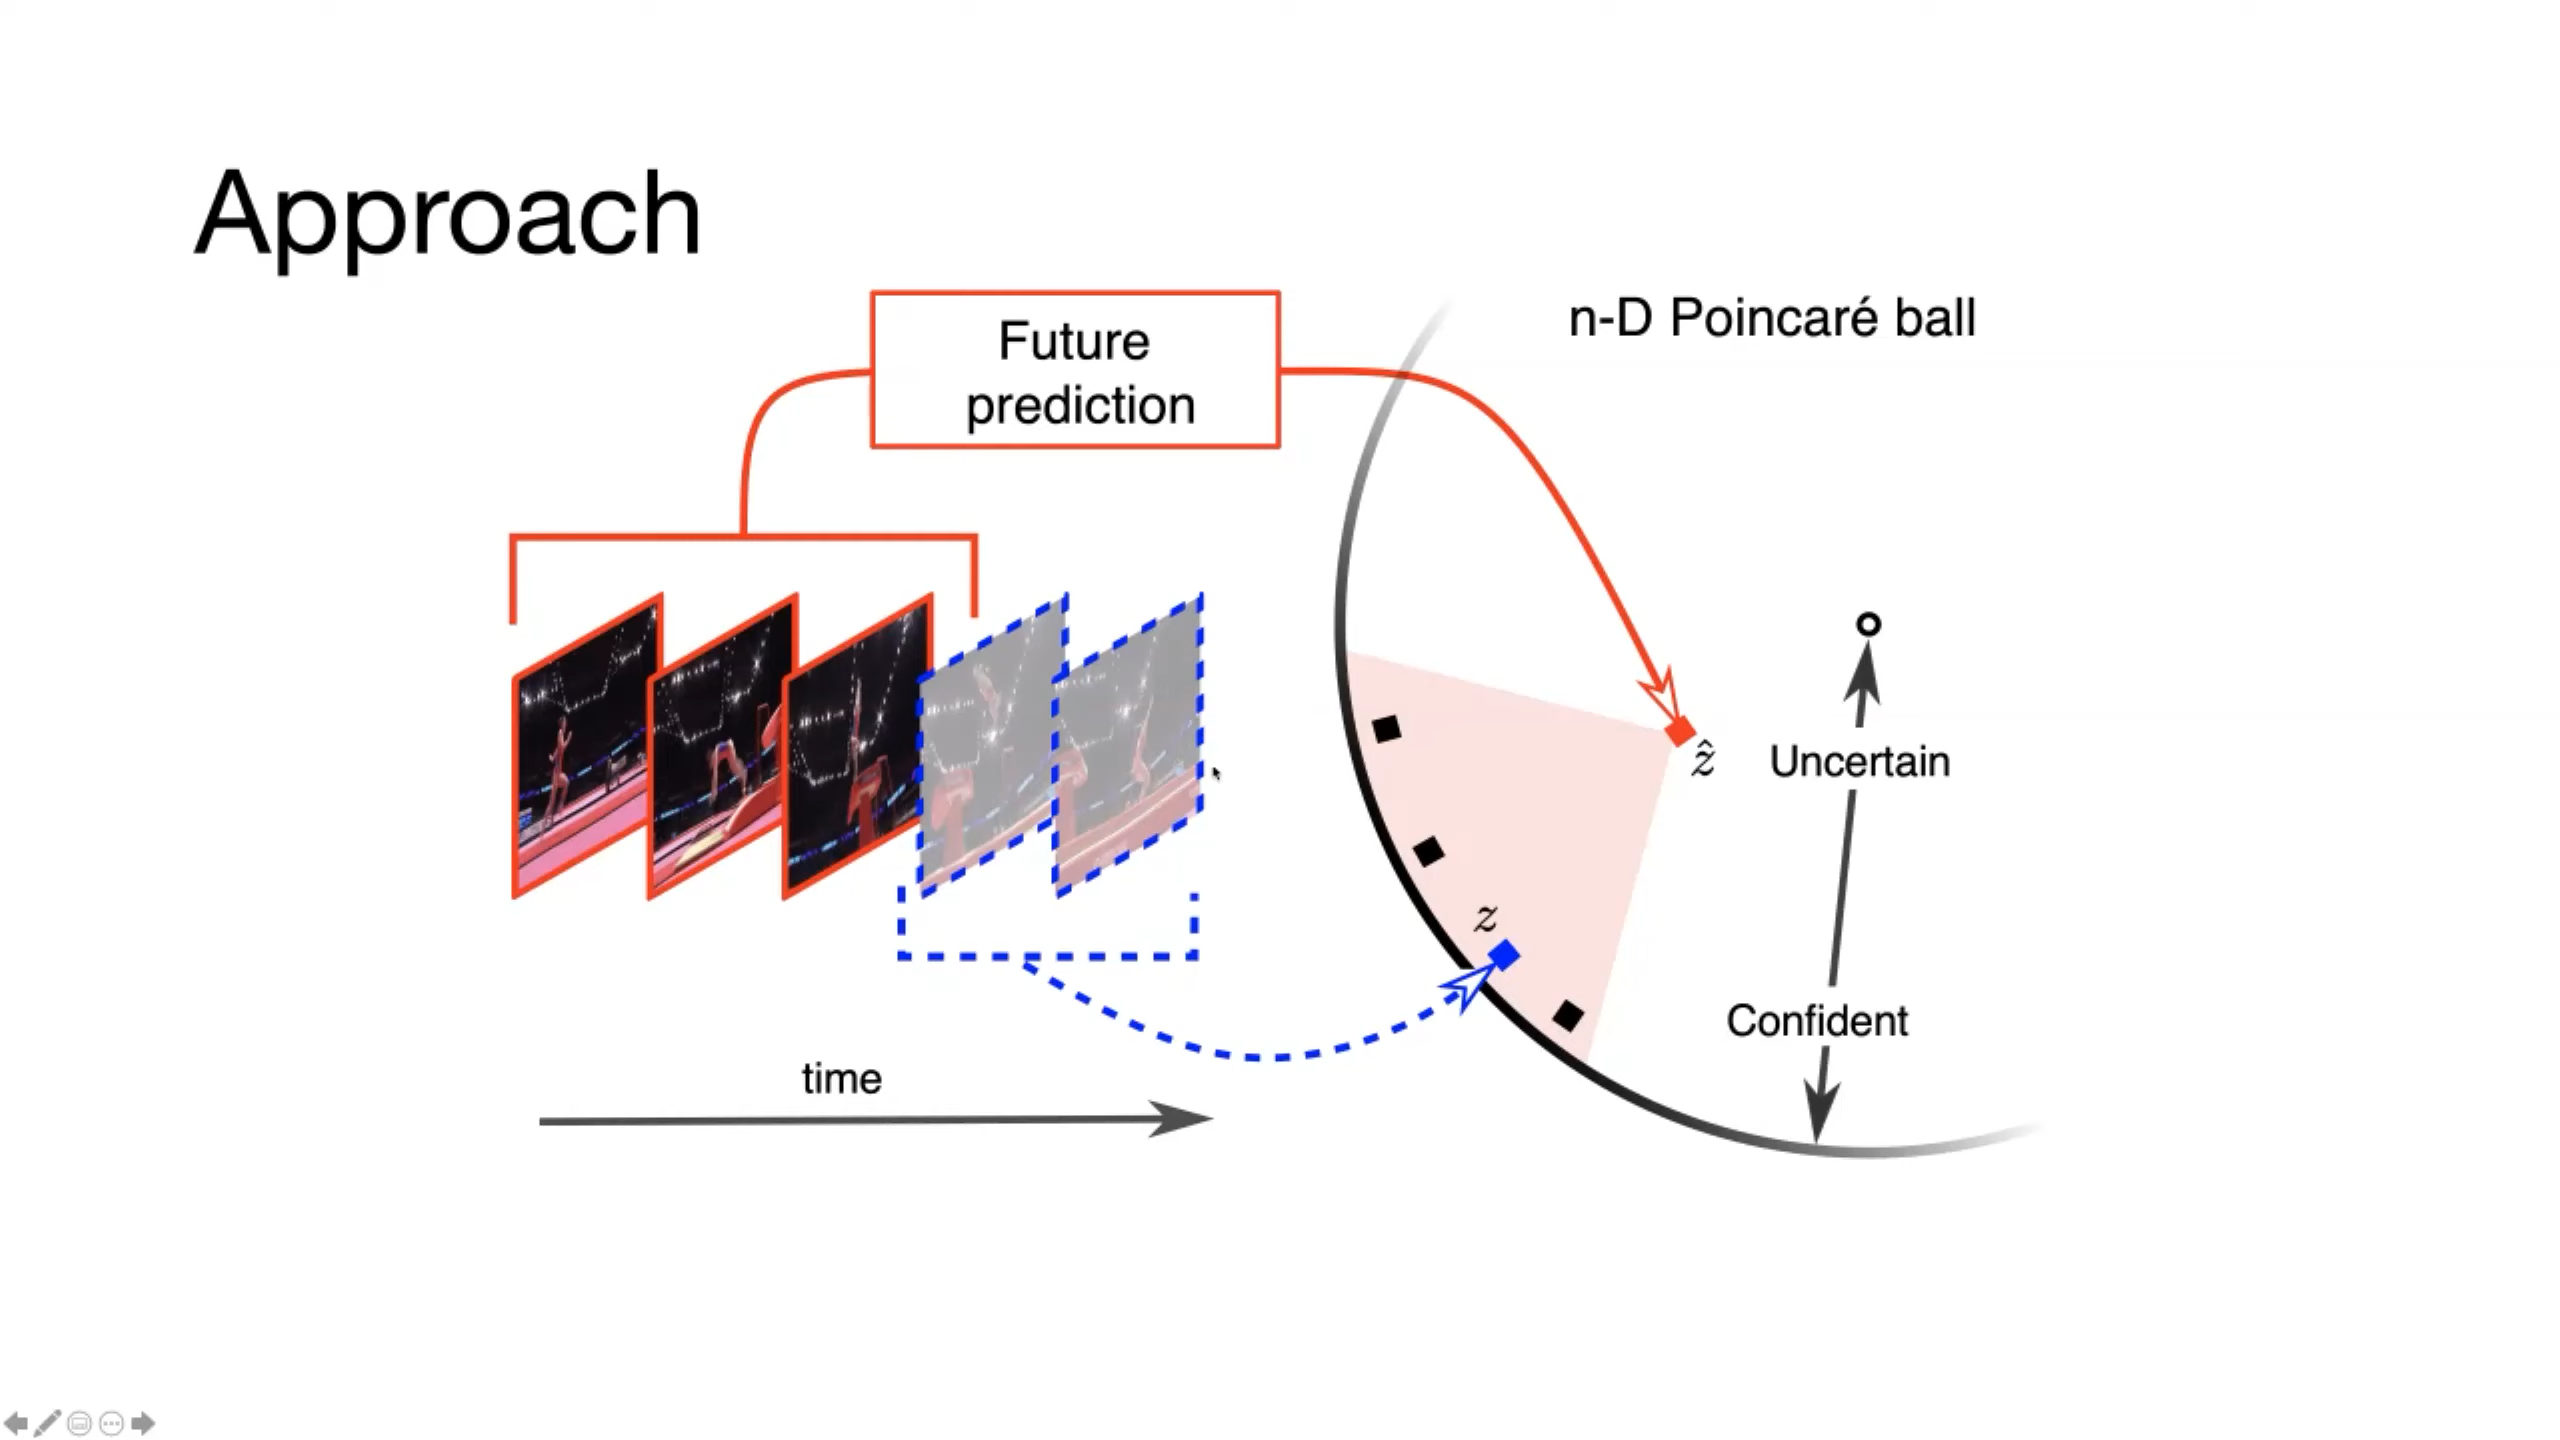 Approach
Future
prediction
n-D Poincaré ball
ẑ
Uncertain
z
Confident
time